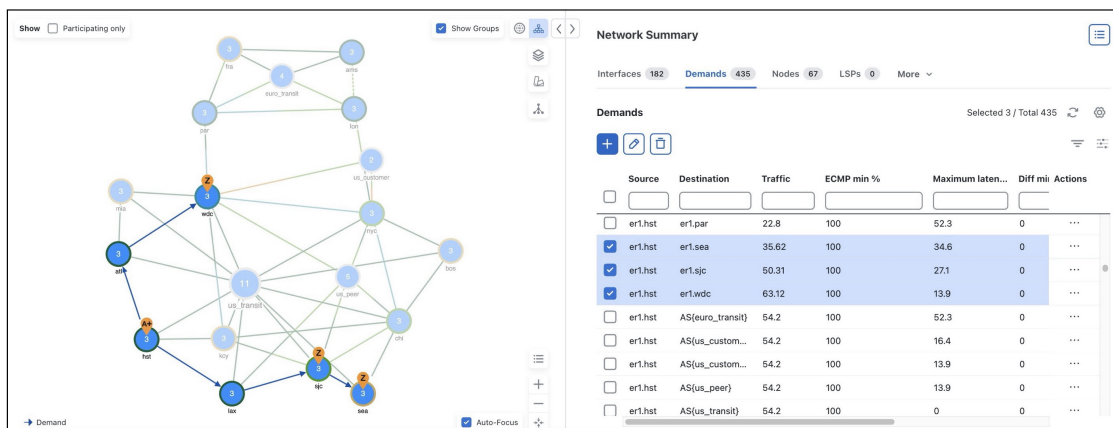 Show Participating only
Show Groups
3
fra
3
ams
4
euro_transit
3
par
3
lon
2
us_customer
3
mia
Z
3
wdc
3
nyc
3
atl
3
bos
11
us_transit
5
us_peer
A+
3
hst
3
kcy
3
chi
Z
3
sjc
Z
3
sea
3
lax
Demand
Auto-Focus
Network Summary
Interfaces 182 Demands 435 Nodes 67 LSPs 0 More
Demands Selected 3 / Total 435
Source Destination Traffic ECMP min % Maximum laten... Diff mi Actions
er1.hst er1.par 22.8 100 52.3 0 ...
er1.hst er1.sea 35.62 100 34.6 0 ...
er1.hst er1.sjc 50.31 100 27.1 0 ...
er1.hst er1.wdc 63.12 100 13.9 0 ...
er1.hst AS{euro_transit} 54.2 100 52.3 0 ...
er1.hst AS{us_custom... 54.2 100 16.4 0 ...
er1.hst AS{us_custom... 54.2 100 13.9 0 ...
er1.hst AS{us_peer} 54.2 100 13.9 0 ...
er1.hst AS{us_transit} 54.2 100 0 0 ...